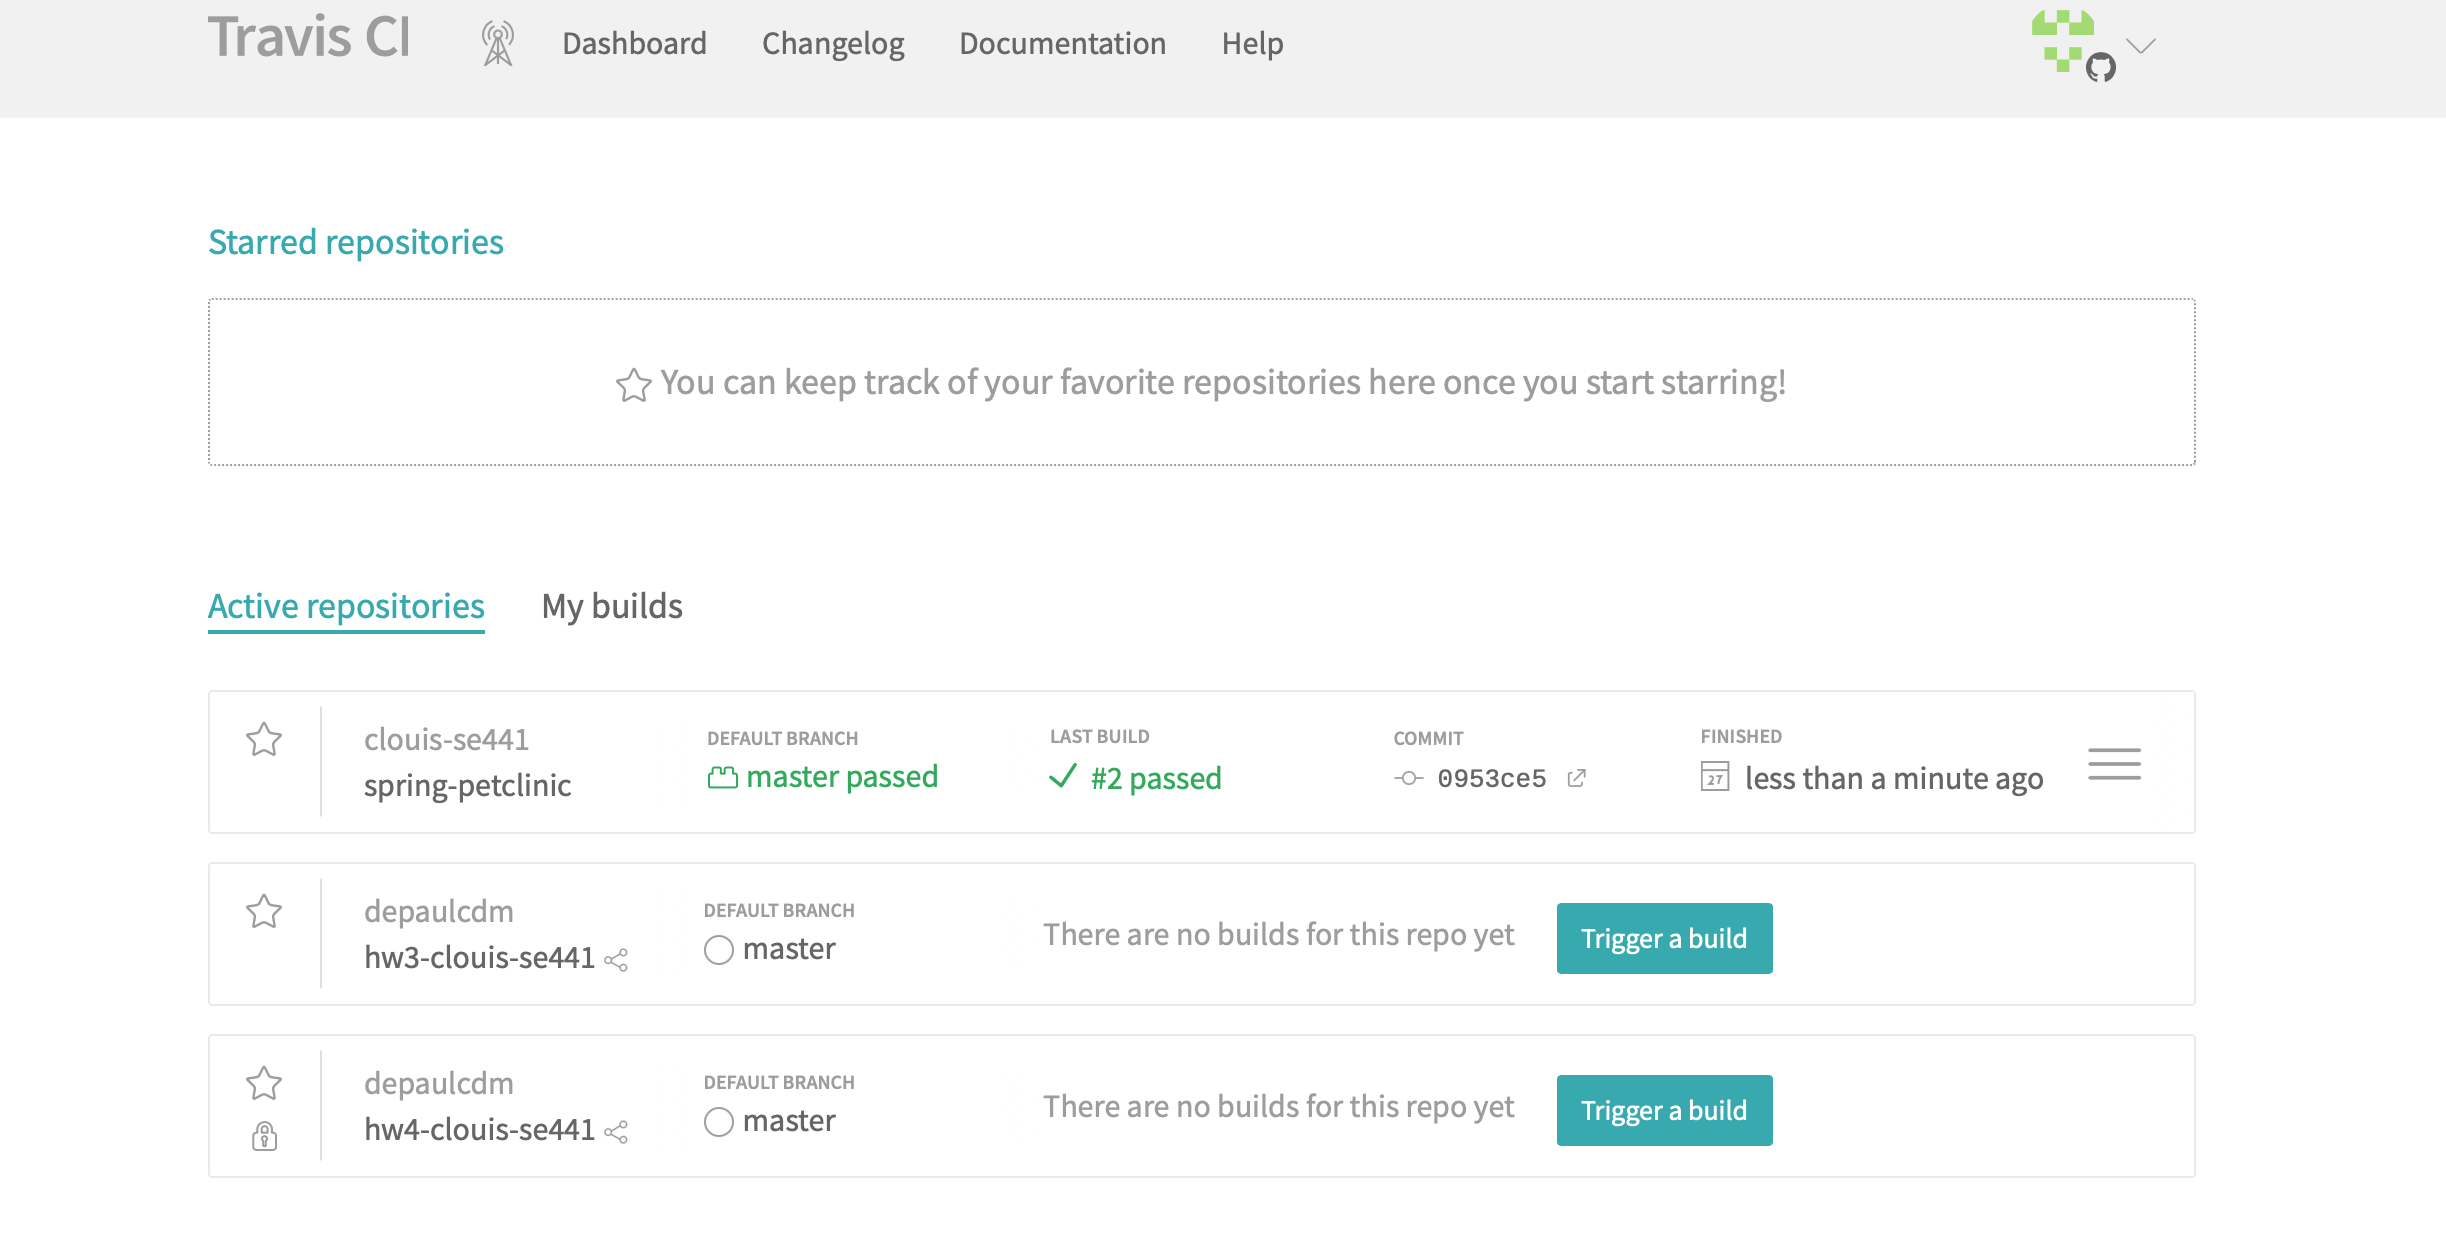 Travis CI
Dashboard Changelog Documentation Help
Starred repositories
You can keep track of your favorite repositories here once you start starring!
Active repositories My builds
clouis-se441
spring-petclinic
DEFAULT BRANCH
master passed
LAST BUILD
#2 passed
COMMIT
0953ce5
FINISHED
27 less than a minute ago
depaulcdm
hw3-clouis-se441
DEFAULT BRANCH
master
There are no builds for this repo yet
Trigger a build
depaulcdm
hw4-clouis-se441
DEFAULT BRANCH
master
There are no builds for this repo yet
Trigger a build